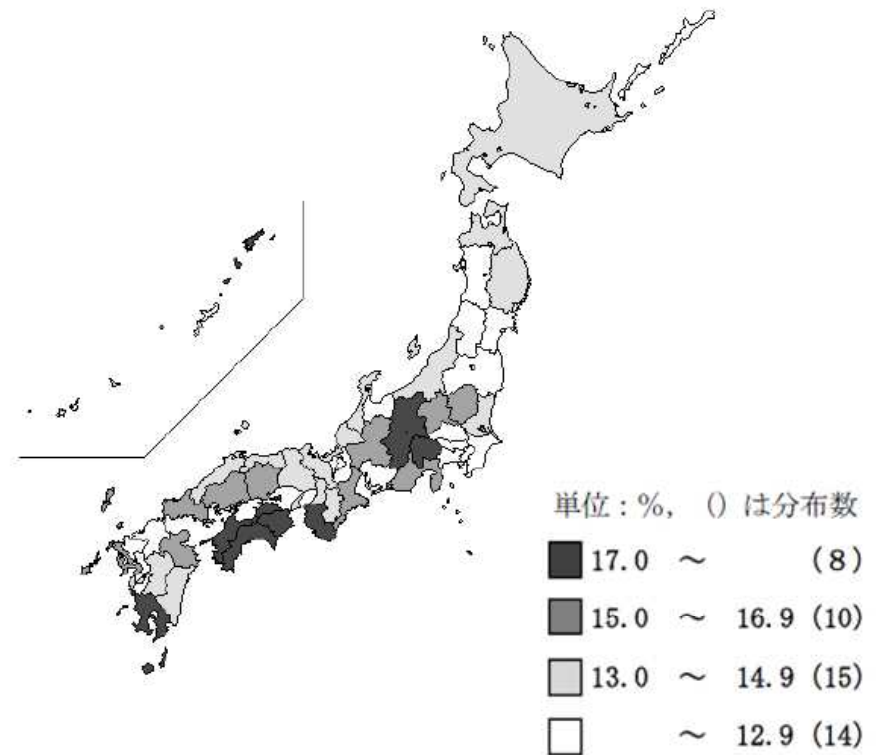 単位：%， () は分布数
17.0 ～ (8)
15.0 ～ 16.9 (10)
13.0 ～ 14.9 (15)
～ 12.9 (14)